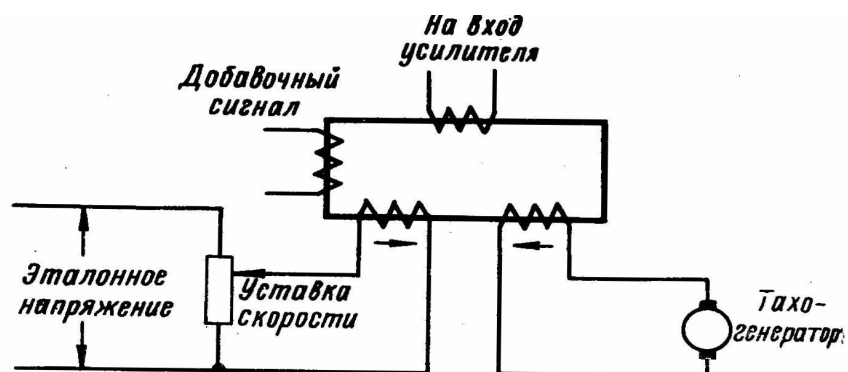 На вход
усилителя
Добавочный
сигнал
Эталонное
напряжение
Уставка
скорости
Тахо-
генератор